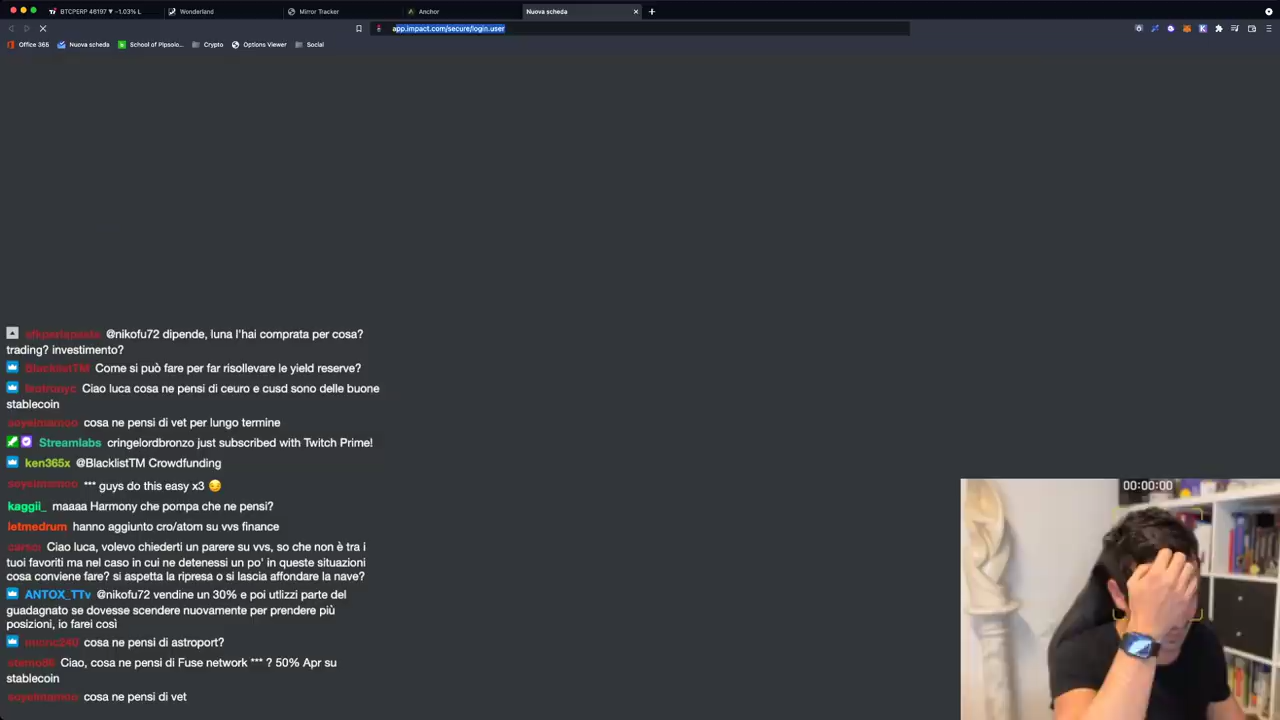 BTCPERP 46197 ▼ −1.03% L
Wonderland
Mirror Tracker
Anchor
Nuova scheda
app.impact.com/secure/login.user
Office 365
Nuova scheda
School of Pipsolo...
Crypto
Options Viewer
Social
@nikofu72 dipende, luna l'hai comprata per cosa?
trading? investimento?
BlacklistTM Come si può fare per far risollevare le yield reserve?
Ciao luca cosa ne pensi di ceuro e cusd sono delle buone
stablecoin
soyeimamoo cosa ne pensi di vet per lungo termine
Streamlabs cringelordbronzo just subscribed with Twitch Prime!
ken365x @BlacklistTM Crowdfunding
soyeimamoo *** guys do this easy x3 😏
kaggii_ maaaa Harmony che pompa che ne pensi?
letmedrum hanno aggiunto cro/atom su vvs finance
Ciao luca, volevo chiederti un parere su vvs, so che non è tra i
tuoi favoriti ma nel caso in cui ne detenessi un po' in queste situazioni
cosa conviene fare? si aspetta la ripresa o si lascia affondare la nave?
ANTOX_TTv @nikofu72 vendine un 30% e poi utlizzi parte del
guadagnato se dovesse scendere nuovamente per prendere più
posizioni, io farei così
cosa ne pensi di astroport?
Ciao, cosa ne pensi di Fuse network *** ? 50% Apr su
stablecoin
soyeimamoo cosa ne pensi di vet
00:00:00